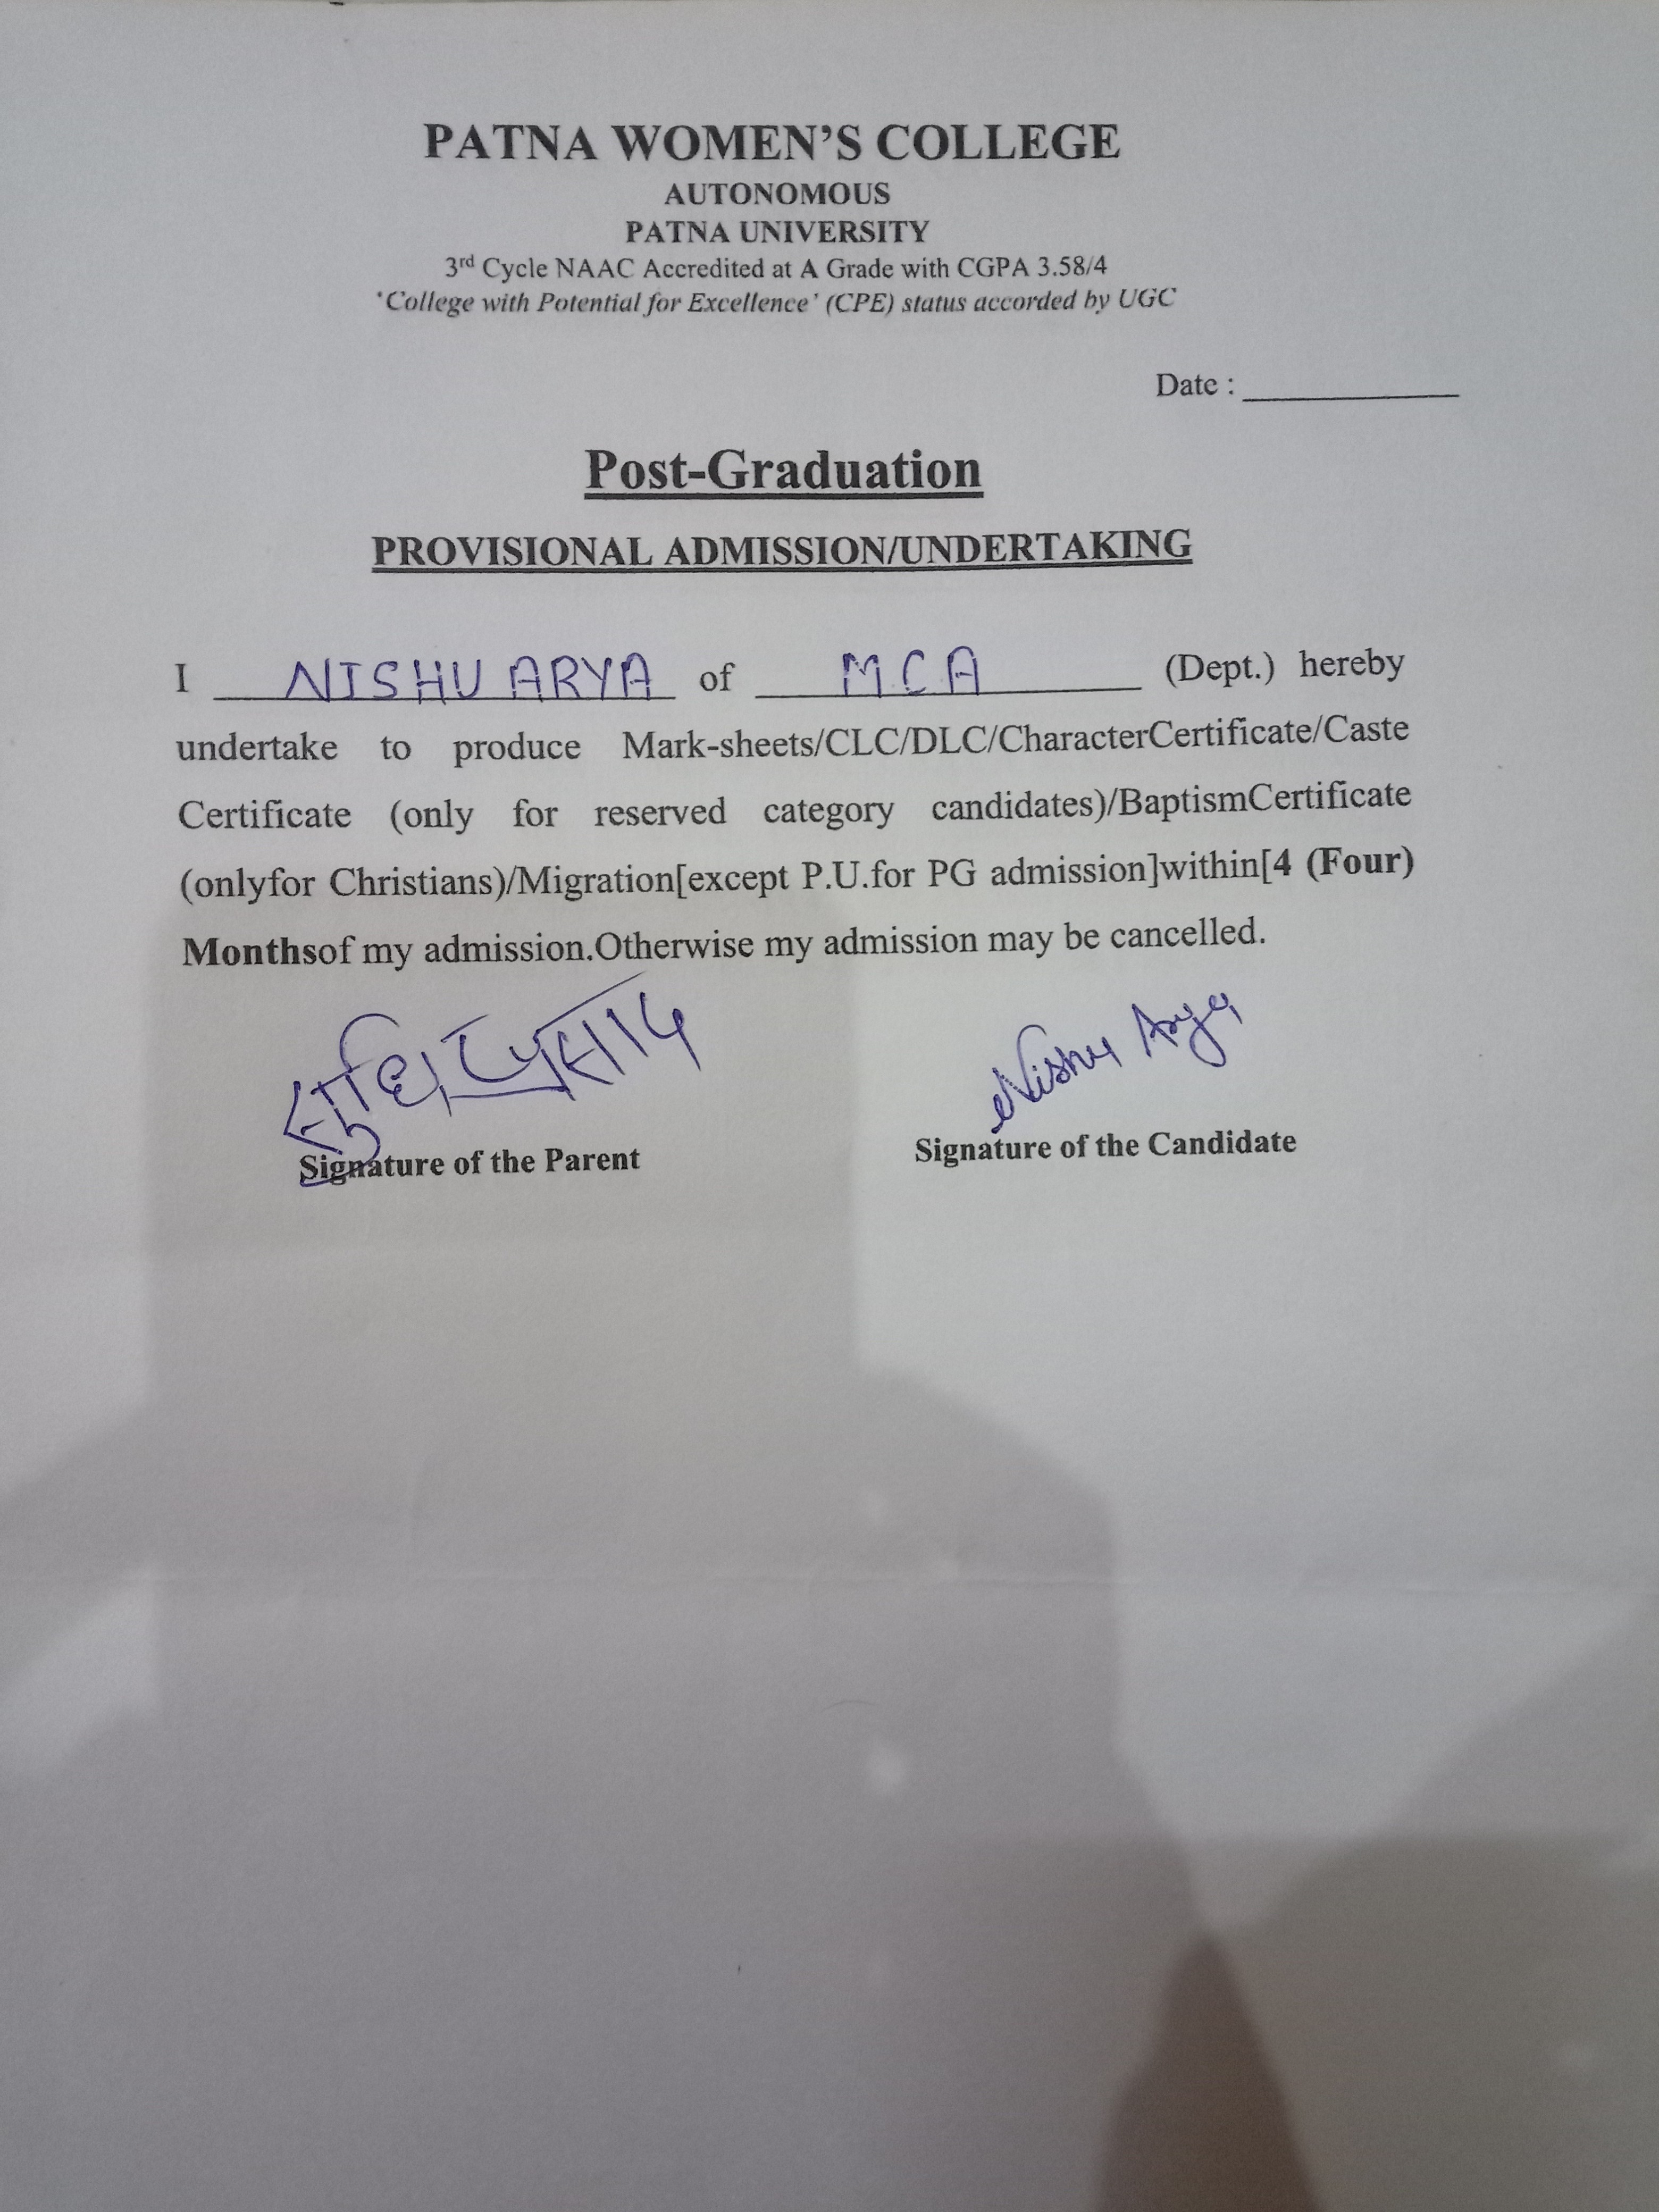 PATNA WOMEN'S COLLEGE
AUTONOMOUS
PATNA UNIVERSITY
3rd Cycle NAAC Accredited at A Grade with CGPA 3.58/4
'College with Potential for Excellence' (CPE) status accorded by UGC
Date : ____________
Post-Graduation
PROVISIONAL ADMISSION/UNDERTAKING
I NISHU ARYA of MCA (Dept.) hereby
undertake to produce Mark-sheets/CLC/DLC/CharacterCertificate/Caste
Certificate (only for reserved category candidates)/BaptismCertificate
(onlyfor Christians)/Migration[except P.U.for PG admission]within[4 (Four)
Monthsof my admission.Otherwise my admission may be cancelled.
प्रसाद
Nishu Arya
Signature of the Parent
Signature of the Candidate